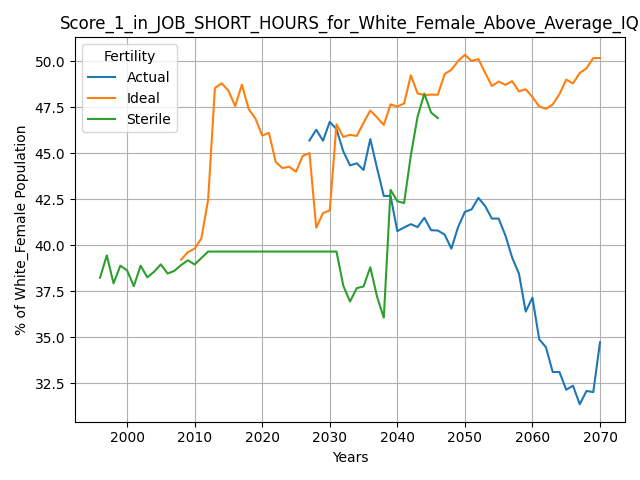 Score_1_in_JOB_SHORT_HOURS_for_White_Female_Above_Average_IQ
Fertility
Actual
Ideal
Sterile
% of White_Female Population
50.0
47.5
45.0
42.5
40.0
37.5
35.0
32.5
2000 2010 2020 2030 2040 2050 2060 2070
Years